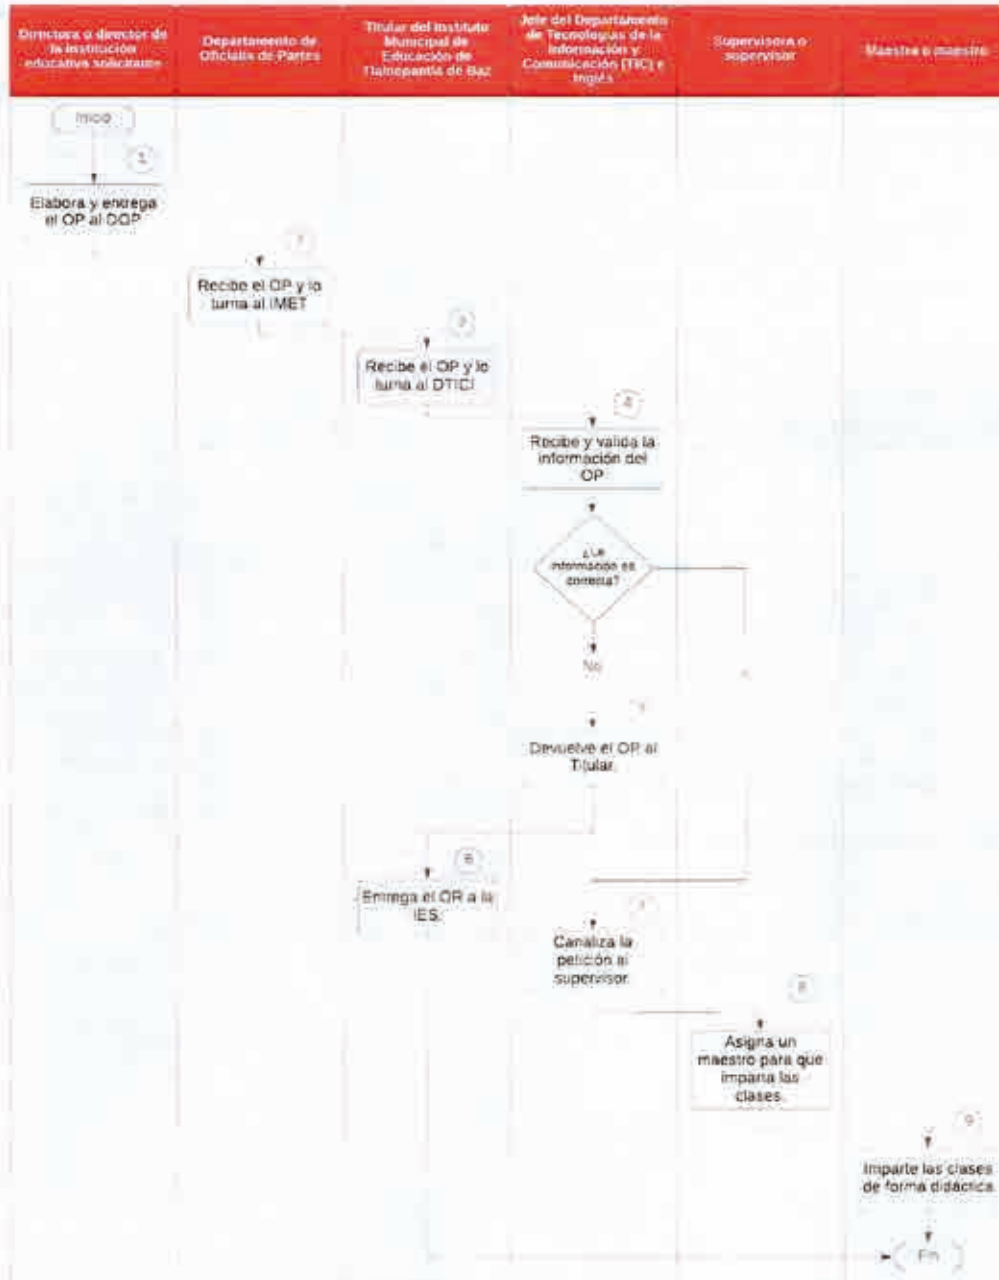 Directora o director de
la institución
educativa solicitante
Departamento de
Oficialía de Partes
Titular del Instituto
Municipal de
Educación de
Tlalnepantla de Baz
Jefe del Departamento
de Tecnologías de la
Información y
Comunicación (TIC) e
Inglés
Supervisora o
supervisor
Maestra o maestro
Inicio
1
Elabora y entrega
el OP al DOP
2
Recibe el OP y lo
turna al IMET
3
Recibe el OP y lo
turna al DTICI
4
Recibe y valida la
información del
OP
¿La
información es
correcta?
No
Devuelve el OP al
Titular.
6
Entrega el OP a la
IES.
Canaliza la
petición al
supervisor.
8
Asigna un
maestro para que
imparta las
clases.
9
Imparte las clases
de forma didáctica
Fin